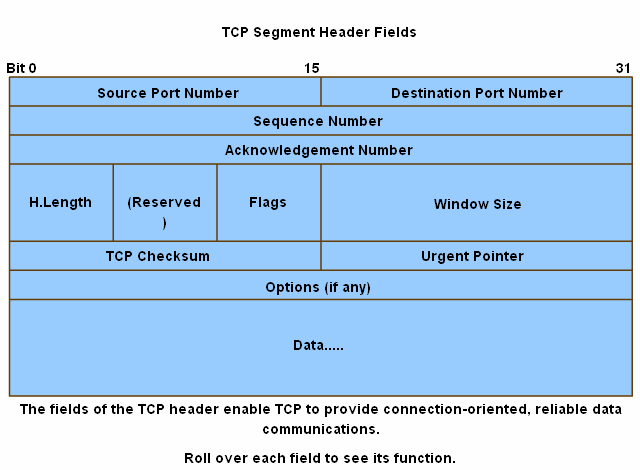 TCP Segment Header Fields
Bit 0 15 31
Source Port Number Destination Port Number
Sequence Number
Acknowledgement Number
H.Length (Reserved
) Flags Window Size
TCP Checksum Urgent Pointer
Options (if any)
Data.....
The fields of the TCP header enable TCP to provide connection-oriented, reliable data
communications.
Roll over each field to see its function.